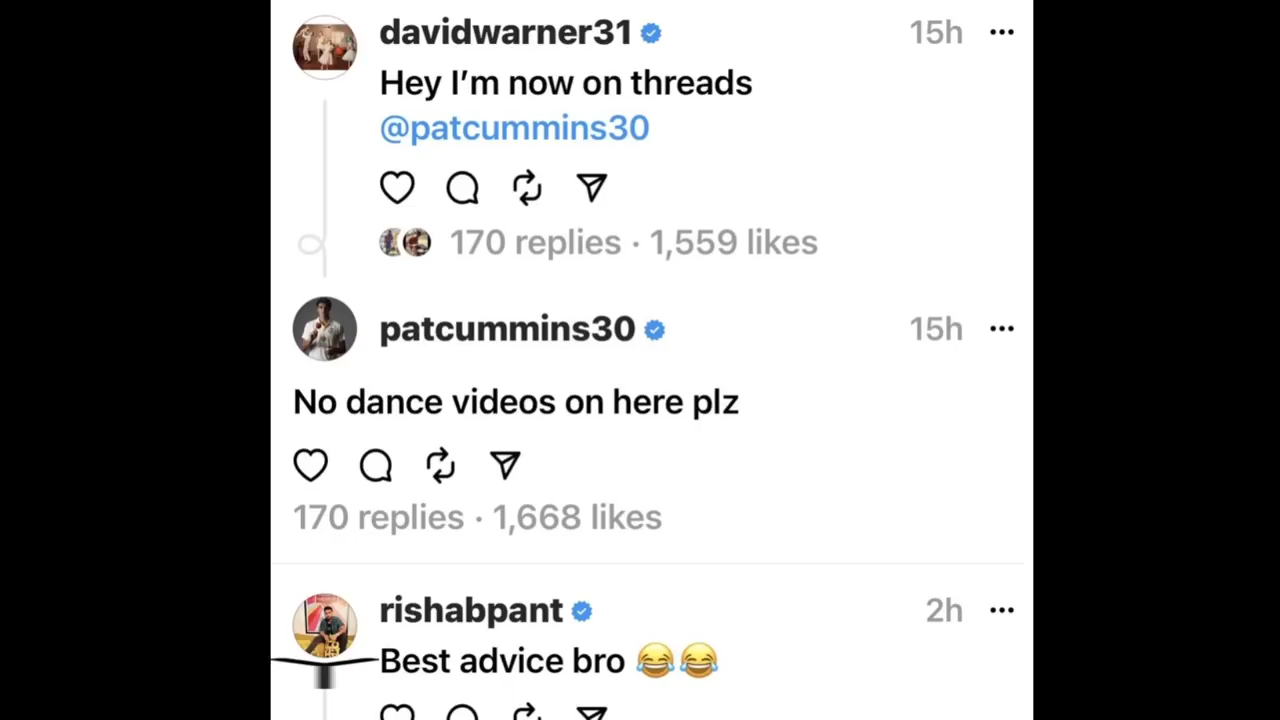 davidwarner31 15h
Hey I’m now on threads
@patcummins30
170 replies · 1,559 likes
patcummins30 15h
No dance videos on here plz
170 replies · 1,668 likes
rishabpant 2h
Best advice bro 😂😂